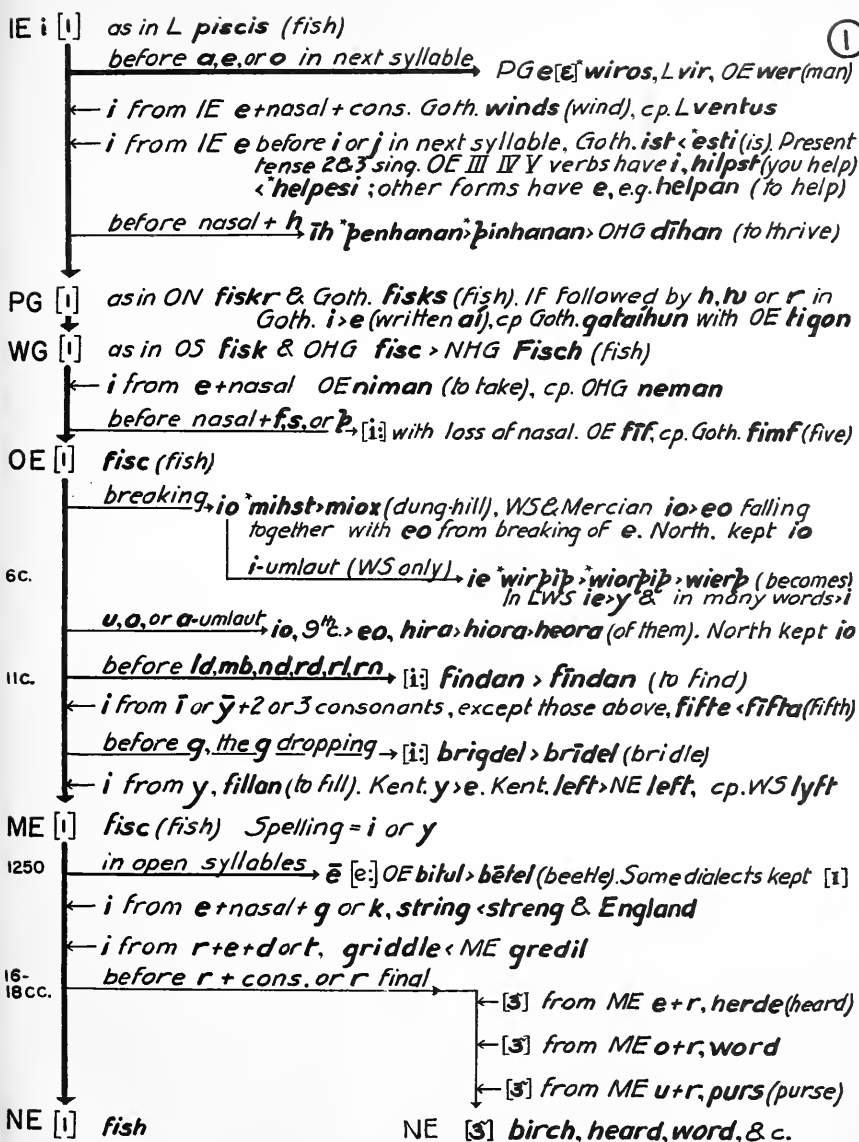 IE i [ɪ] as in L piscis (fish)
①
before a, e, or o in next syllable → PG e [ɛ] *wiros, L vir, OE wer (man)
← i from IE e + nasal + cons. Goth. winds (wind), cp. L ventus
← i from IE e before i or j in next syllable, Goth. ist < *esti (is). Present
tense 2&3 sing. OE III IV V verbs have i, hilpst (you help)
< *helpesi ; other forms have e, e.g. helpan (to help)
before nasal + h → īh *þenhanan > *þinhanan > OHG dīhan (to thrive)
PG [ɪ] as in ON fiskr & Goth. fisks (fish). IF followed by h, ƕ or r in
Goth. i > e (written ai), cp Goth. gataihun with OE tigon
WG [ɪ] as in OS fisk & OHG fisc > NHG Fisch (fish)
← i from e + nasal OE niman (to take), cp. OHG neman
before nasal + f, s, or þ → [i:] with loss of nasal. OE fīf, cp. Goth. fimf (five)
OE [ɪ] fisc (fish)
breaking → io *mihst > miox (dung-hill), WS & Mercian io > eo falling
together with eo from breaking of e. North. kept io
6c. i-umlaut (WS only) → ie *wirþiþ > *wiorþiþ > wierþ (becomes)
In LWS ie > y & in many words > i
u, o, or a-umlaut → io, 9th c. > eo, hira > hiora > heora (of them). North kept io
11c. before ld, mb, nd, rd, rl, rn → [i:] findan > fīndan (to find)
← i from ī or ȳ + 2 or 3 consonants, except those above, fifte < fīfta (fifth)
before g, the g dropping → [i:] brigdel > brīdel (bridle)
← i from y, fillan (to fill). Kent. y > e. Kent. left > NE left, cp. WS lyft
ME [ɪ] fisc (fish) Spelling = i or y
1250 in open syllables → ē [e:] OE bitul > bētel (beetle). Some dialects kept [ɪ]
← i from e + nasal + g or k, string < streng & England
← i from r + e + d or t, griddle < ME gredil
16-18cc. before r + cons. or r final
← [ɜ] from ME e + r, herde (heard)
← [ɜ] from ME o + r, word
← [ɜ] from ME u + r, purs (purse)
NE [ɪ] fish NE [ɜ] birch, heard, word, & c.